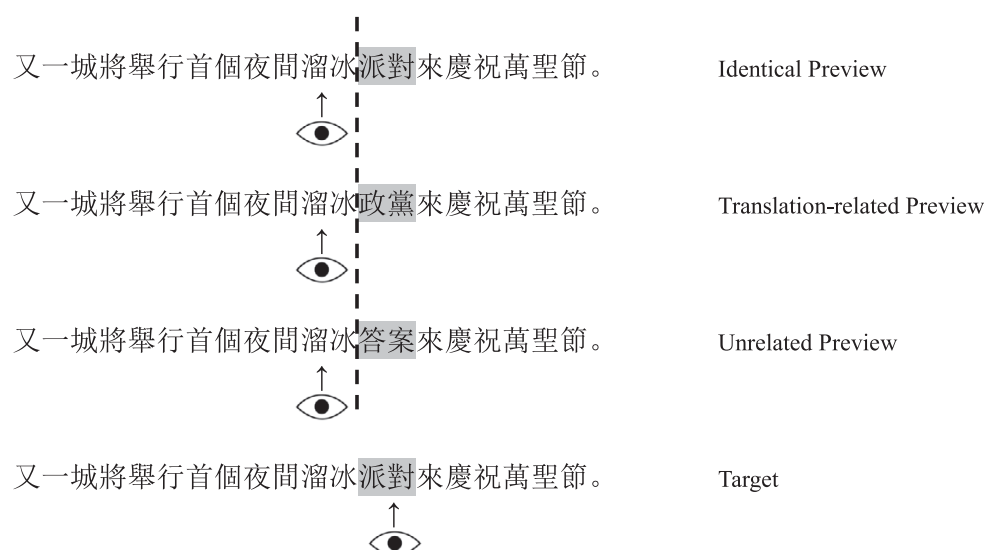 又一城將舉行首個夜間溜冰派對來慶祝萬聖節。 Identical Preview
又一城將舉行首個夜間溜冰政黨來慶祝萬聖節。 Translation-related Preview
又一城將舉行首個夜間溜冰答案來慶祝萬聖節。 Unrelated Preview
又一城將舉行首個夜間溜冰派對來慶祝萬聖節。 Target